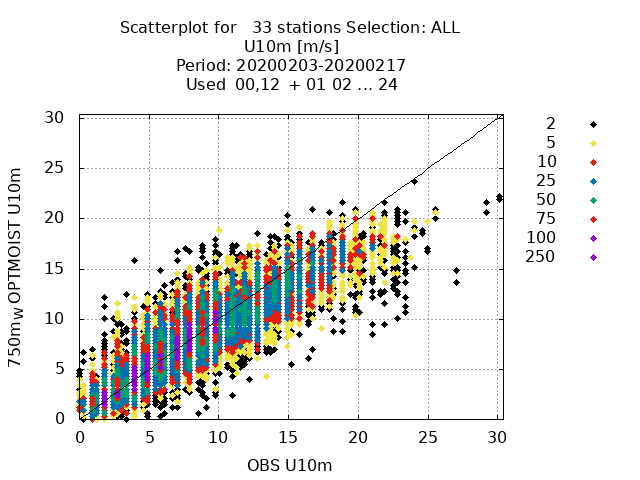 Scatterplot for   33 stations Selection: ALL
U10m [m/s]
Period: 20200203-20200217
Used  00,12  + 01 02 ... 24
750m_W OPTMOIST U10m
30
25
20
15
10
5
0
0 5 10 15 20 25 30
OBS U10m
2
5
10
25
50
75
100
250